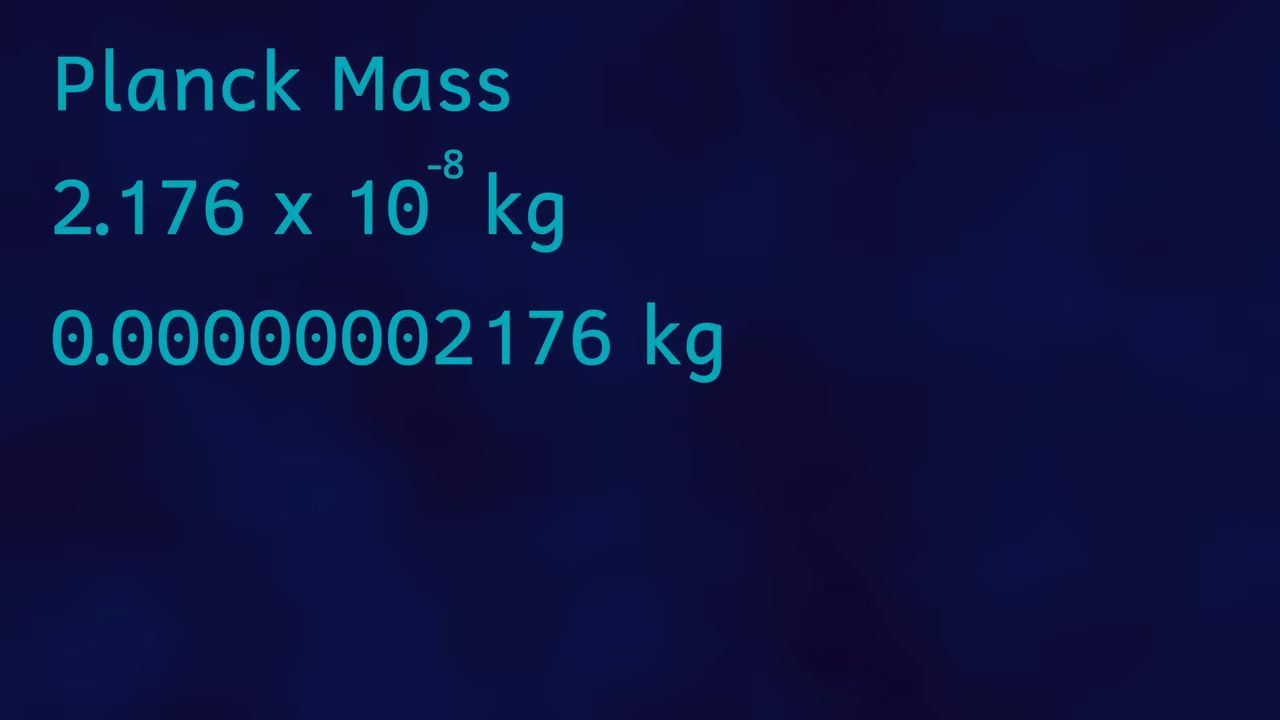 Planck Mass
2.176 x 10⁻⁸ kg
0.00000002176 kg